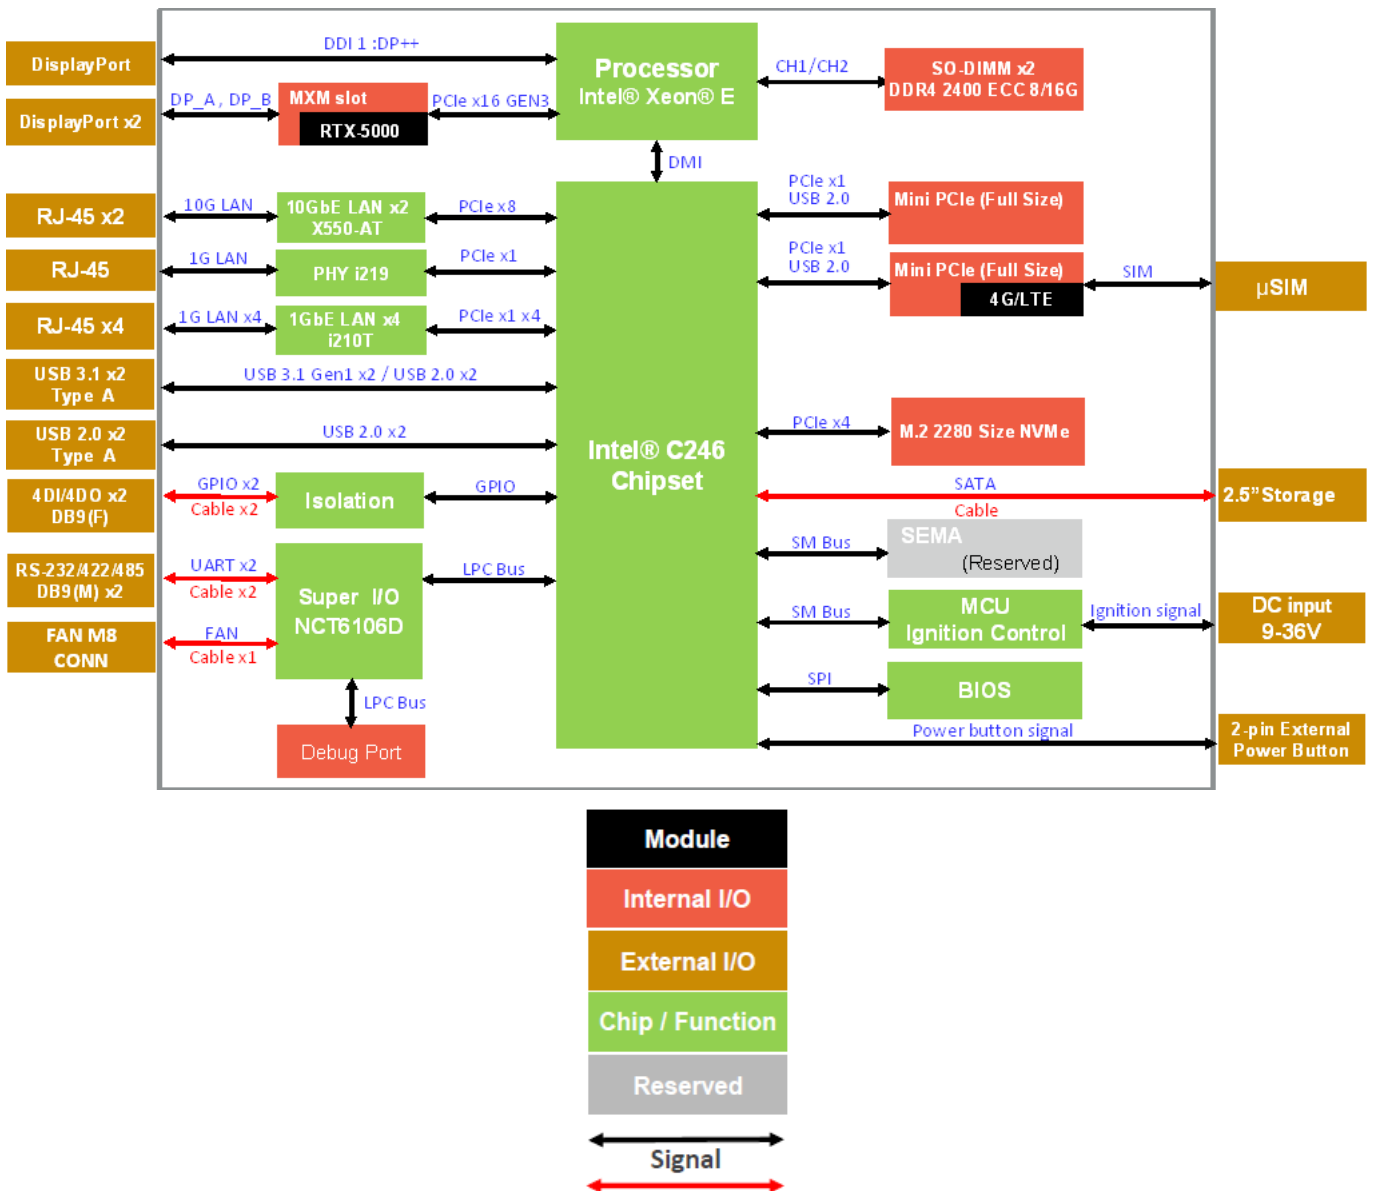 DisplayPort
DDI 1 :DP++
Processor
Intel® Xeon® E
CH1/CH2
SO-DIMM x2
DDR4 2400 ECC 8/16G
DisplayPort x2
DP_A , DP_B
MXM slot
RTX-5000
PCIe x16 GEN3
DMI
RJ-45 x2
10G LAN
10GbE LAN x2
X550-AT
PCIe x8
PCIe x1
USB 2.0
Mini PCIe (Full Size)
RJ-45
1G LAN
PHY i219
PCIe x1
PCIe x1
USB 2.0
Mini PCIe (Full Size)
4G/LTE
SIM
µSIM
RJ-45 x4
1G LAN x4
1GbE LAN x4
i210T
PCIe x1 x4
USB 3.1 x2
Type A
USB 3.1 Gen1 x2 / USB 2.0 x2
USB 2.0 x2
Type A
USB 2.0 x2
Intel® C246
Chipset
PCIe x4
M.2 2280 Size NVMe
4DI/4DO x2
DB9(F)
GPIO x2
Cable x2
Isolation
GPIO
SATA
Cable
2.5”Storage
SM Bus
SEMA
(Reserved)
RS-232/422/485
DB9(M) x2
UART x2
Cable x2
Super I/O
NCT6106D
LPC Bus
SM Bus
MCU
Ignition Control
Ignition signal
DC input
9-36V
FAN M8
CONN
FAN
Cable x1
SPI
BIOS
LPC Bus
Debug Port
Power button signal
2-pin External
Power Button
Module
Internal I/O
External I/O
Chip / Function
Reserved
Signal